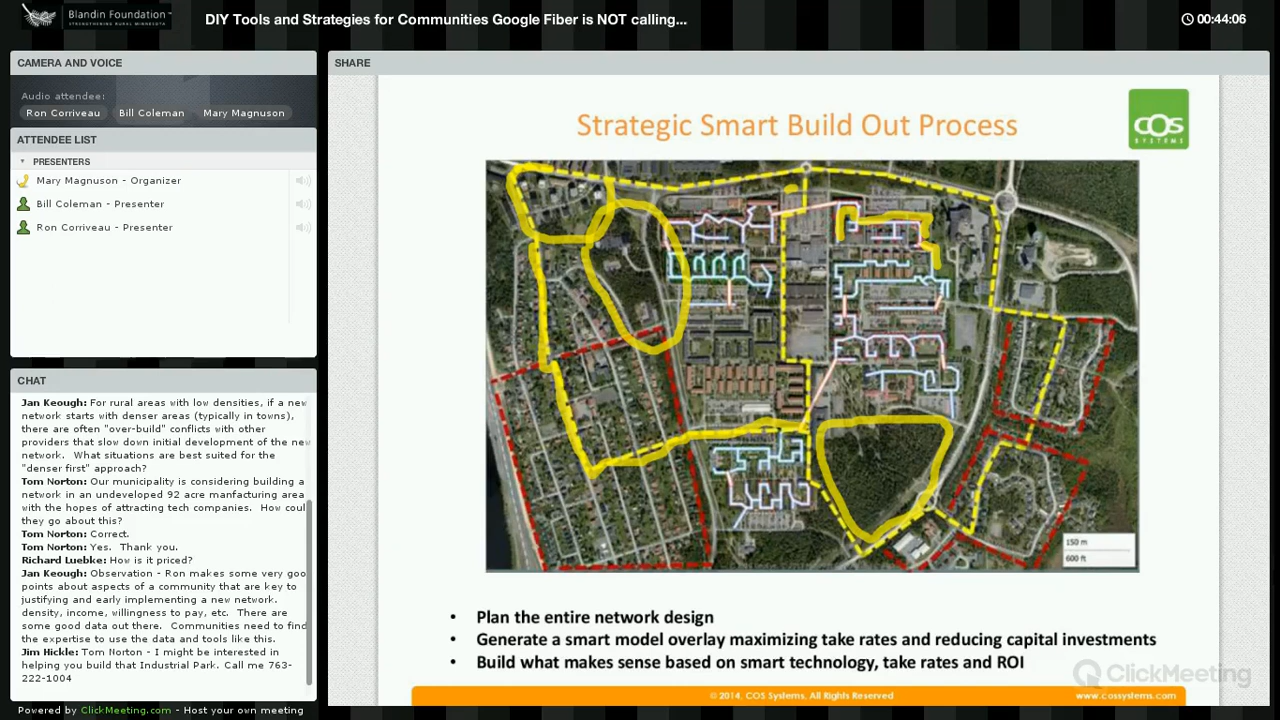 Blandin Foundation™
STRENGTHENING RURAL MINNESOTA
DIY Tools and Strategies for Communities Google Fiber is NOT calling...
00:44:06
CAMERA AND VOICE
Audio attendee:
Ron Corriveau
Bill Coleman
Mary Magnuson
ATTENDEE LIST
PRESENTERS
Mary Magnuson - Organizer
Bill Coleman - Presenter
Ron Corriveau - Presenter
CHAT
Jan Keough: For rural areas with low densities, if a new
network starts with denser areas (typically in towns),
there are often "over-build" conflicts with other
providers that slow down initial development of the new
network. What situations are best suited for the
"denser first" approach?
Tom Norton: Our municipality is considering building a
network in an undeveloped 92 acre manfacturing area
with the hopes of attracting tech companies. How coul
they go about this?
Tom Norton: Correct.
Tom Norton: Yes. Thank you.
Richard Luebke: How is it priced?
Jan Keough: Observation - Ron makes some very goo
points about aspects of a community that are key to
justifying and early implementing a new network.
density, income, willingness to pay, etc. There are
some good data out there. Communities need to find
the expertise to use the data and tools like this.
Jim Hickle: Tom Norton - I might be interested in
helping you build that Industrial Park. Call me 763-
222-1004
Powered by ClickMeeting.com - Host your own meeting
SHARE
Strategic Smart Build Out Process
COS
SYSTEMS
150 m
600 ft
• Plan the entire network design
• Generate a smart model overlay maximizing take rates and reducing capital investments
• Build what makes sense based on smart technology, take rates and ROI
ClickMeeting
© 2014, COS Systems, All Rights Reserved
www.cossystems.com